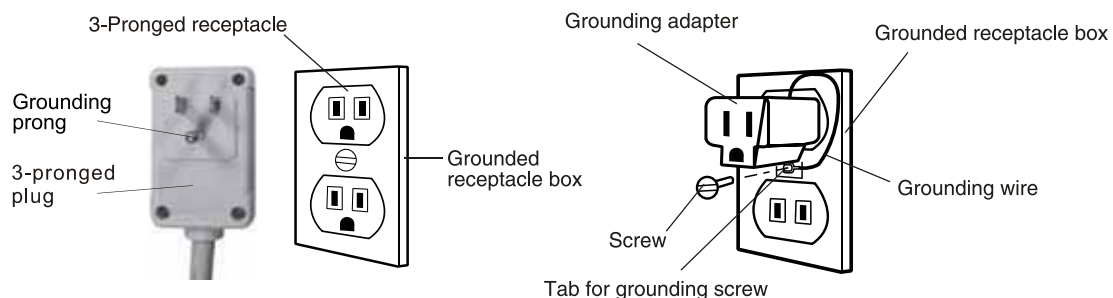 3-Pronged receptacle
Grounding
prong
3-pronged
plug
Grounded
receptacle box
Grounding adapter
Grounded receptacle box
Grounding wire
Screw
Tab for grounding screw